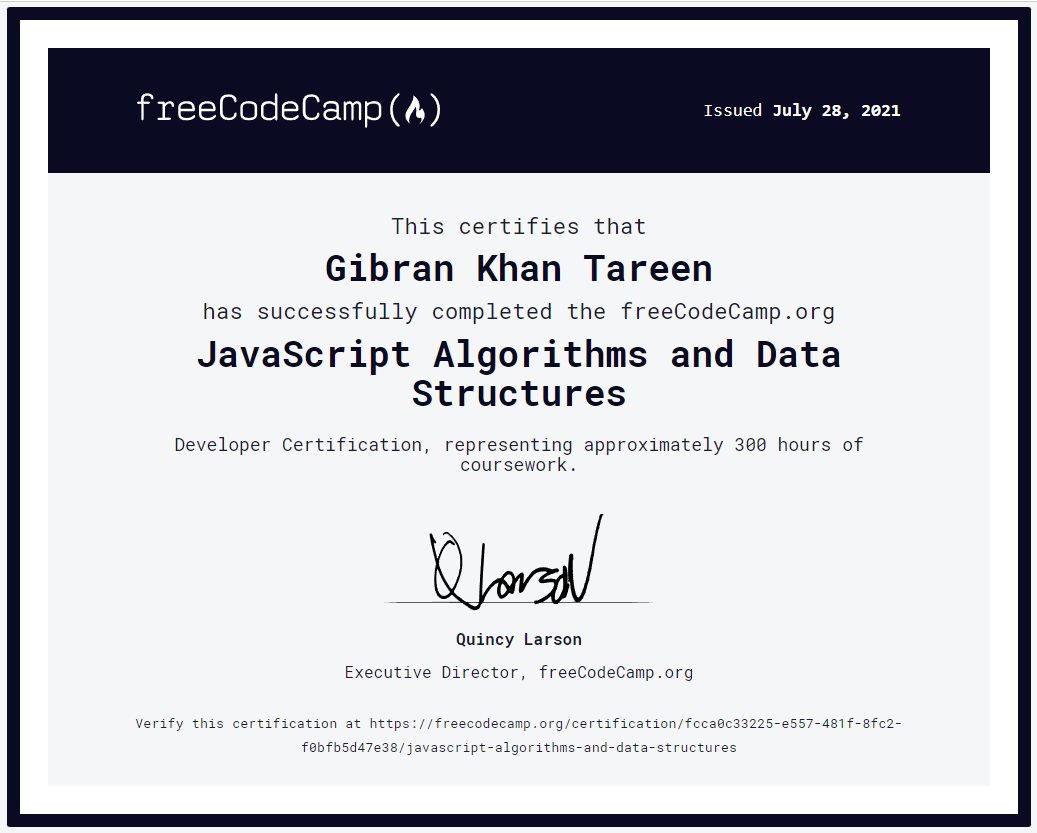 freeCodeCamp
Issued July 28, 2021
This certifies that
Gibran Khan Tareen
has successfully completed the freeCodeCamp.org
JavaScript Algorithms and Data
Structures
Developer Certification, representing approximately 300 hours of
coursework.
Q Larson
Quincy Larson
Executive Director, freeCodeCamp.org
Verify this certification at https://freecodecamp.org/certification/fcca0c33225-e557-481f-8fc2-
f0bfb5d47e38/javascript-algorithms-and-data-structures